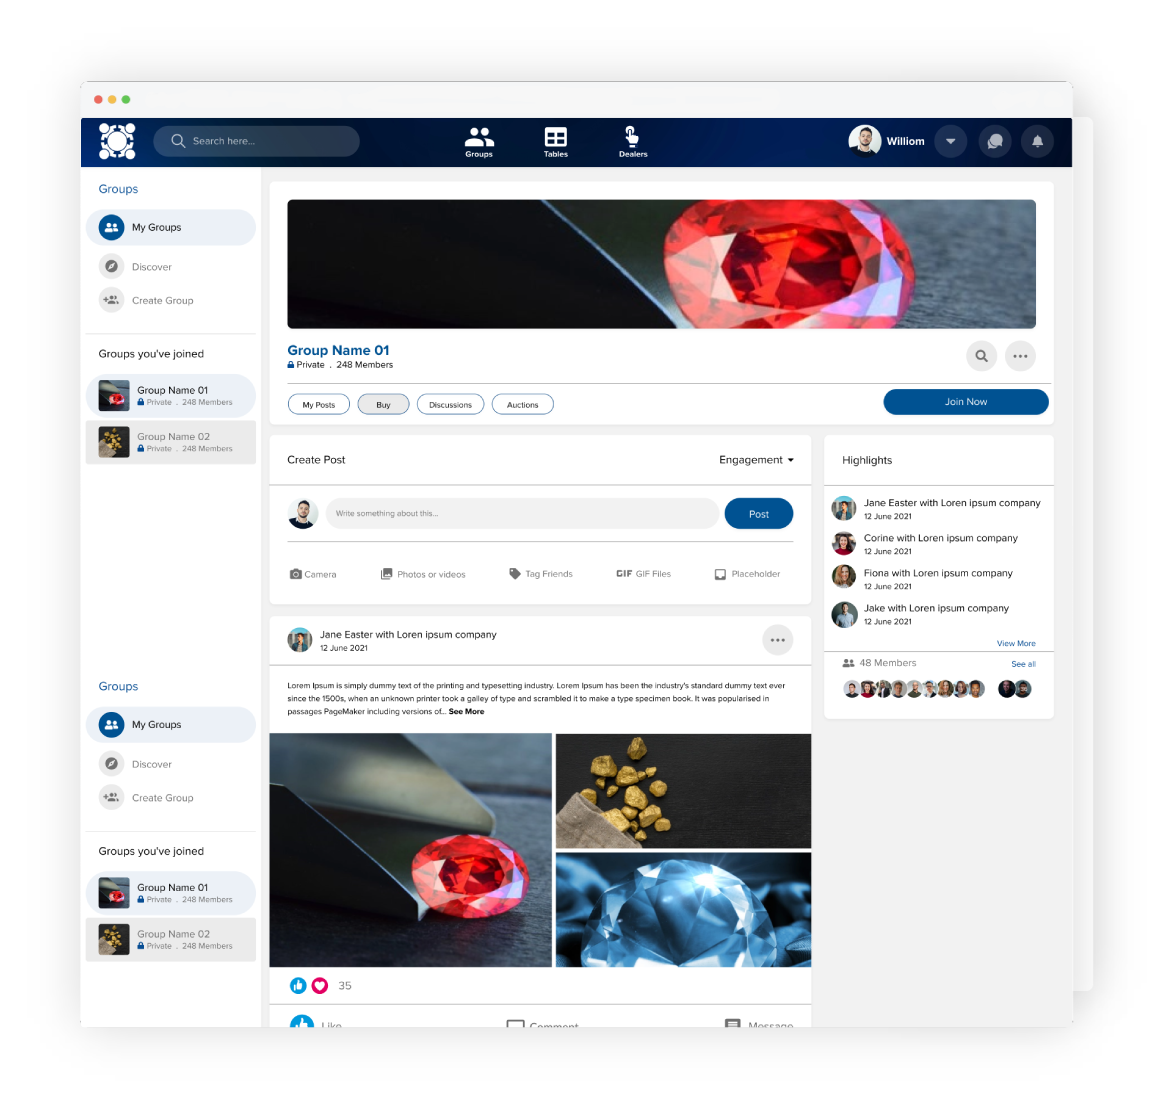 Search here...
Groups
Tables
Dealers
Williom
Groups
My Groups
Discover
Create Group
Groups you've joined
Group Name 01
Private . 248 Members
Group Name 02
Private . 248 Members
Groups
My Groups
Discover
Create Group
Groups you've joined
Group Name 01
Private . 248 Members
Group Name 02
Private . 248 Members
Group Name 01
Private . 248 Members
My Posts
Buy
Discussions
Auctions
Join Now
Create Post
Engagement
Write something about this...
Post
Camera
Photos or videos
Tag Friends
GIF GIF Files
Placeholder
Jane Easter with Loren ipsum company
12 June 2021
Lorem Ipsum is simply dummy text of the printing and typesetting industry. Lorem Ipsum has been the industry's standard dummy text ever
since the 1500s, when an unknown printer took a galley of type and scrambled it to make a type specimen book. It was popularised in
passages PageMaker including versions of... See More
35
Like
Comment
Message
Highlights
Jane Easter with Loren ipsum company
12 June 2021
Corine with Loren ipsum company
12 June 2021
Fiona with Loren ipsum company
12 June 2021
Jake with Loren ipsum company
12 June 2021
View More
48 Members
See all